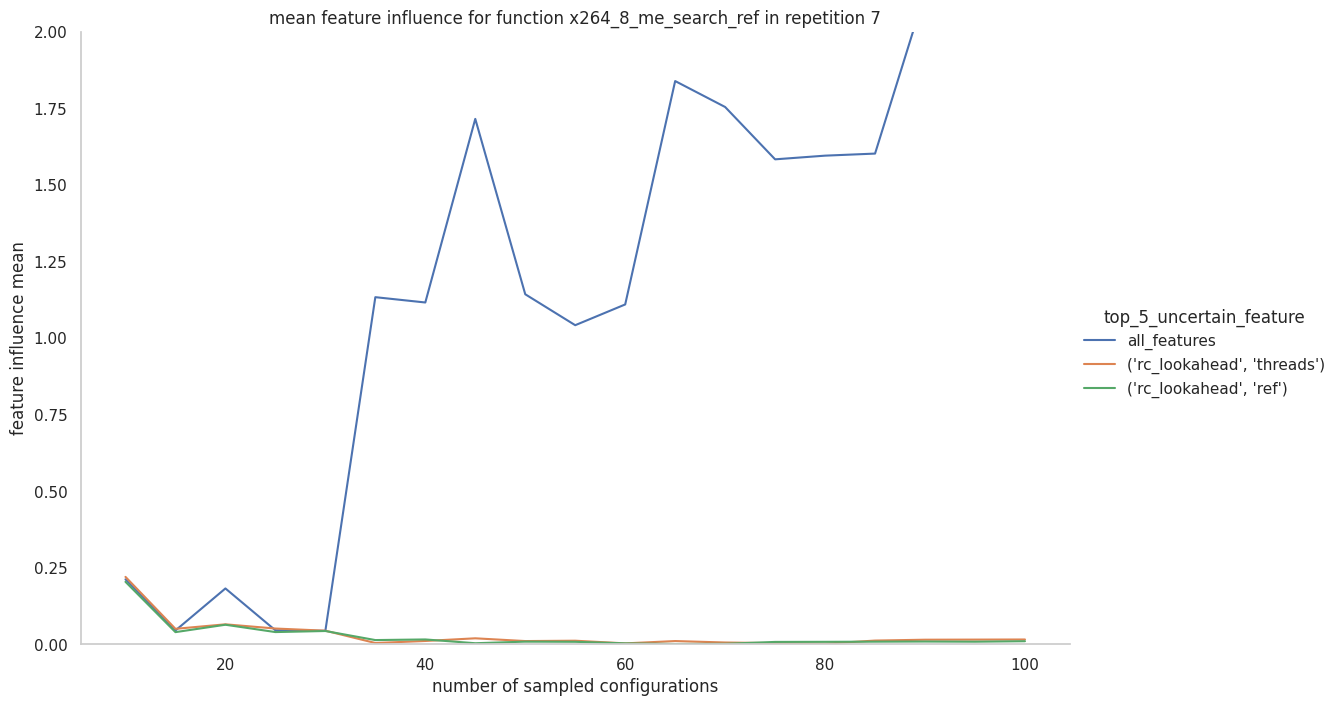 mean feature influence for function x264_8_me_search_ref in repetition 7
2.00
1.75
1.50
1.25
1.00
0.75
0.50
0.25
0.00
feature influence mean
20
40
60
80
100
number of sampled configurations
top_5_uncertain_feature
all_features
('rc_lookahead', 'threads')
('rc_lookahead', 'ref')